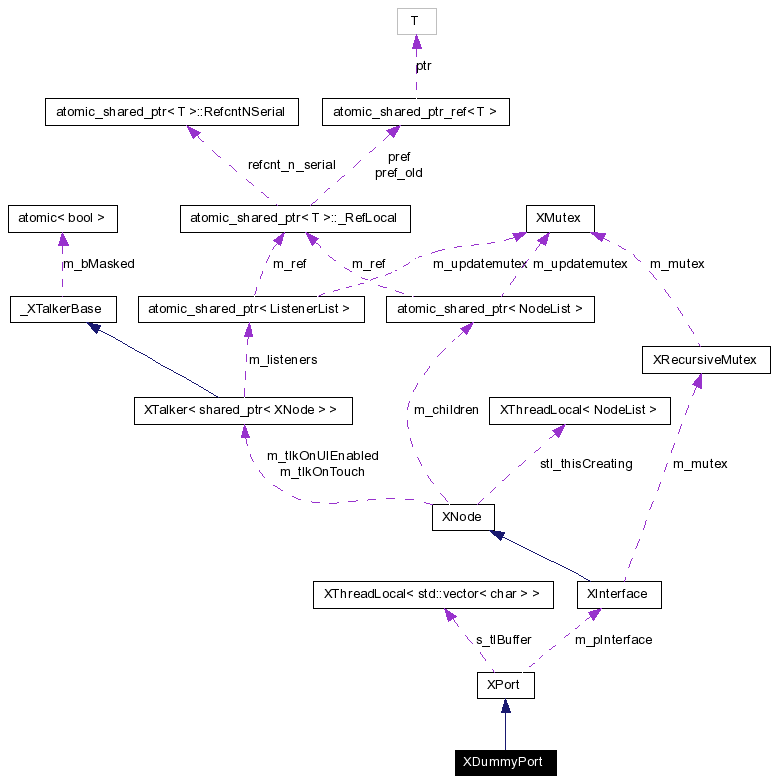 T
ptr
atomic_shared_ptr< T >::RefcntNSerial
atomic_shared_ptr_ref< T >
refcnt_n_serial
pref
pref_old
atomic< bool >
atomic_shared_ptr< T >::_RefLocal
XMutex
m_bMasked
m_ref
m_ref
m_updatemutex
m_updatemutex
m_mutex
_XTalkerBase
atomic_shared_ptr< ListenerList >
atomic_shared_ptr< NodeList >
m_listeners
XRecursiveMutex
XTalker< shared_ptr< XNode > >
m_children
XThreadLocal< NodeList >
m_tlkOnUIEnabled
m_tlkOnTouch
stl_thisCreating
m_mutex
XNode
XThreadLocal< std::vector< char > >
XInterface
s_tlBuffer
m_pInterface
XPort
XDummyPort